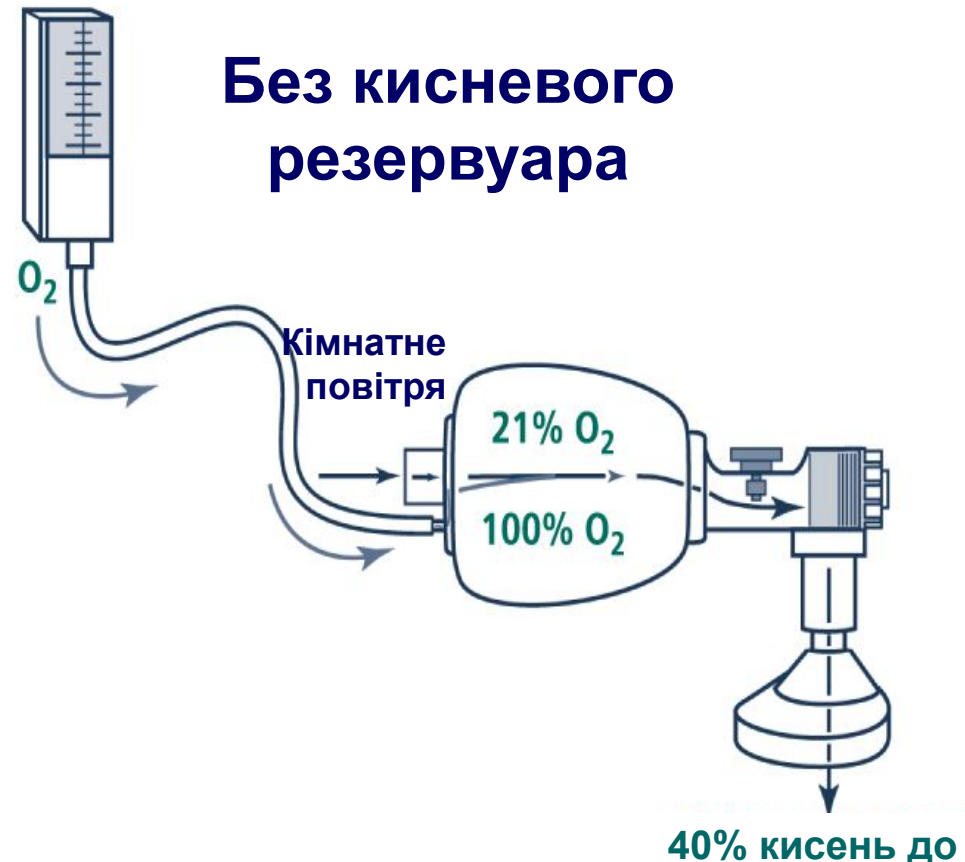 Без кисневого
резервуара
O₂
Кімнатне
повітря
21% O₂
100% O₂
40% кисень до